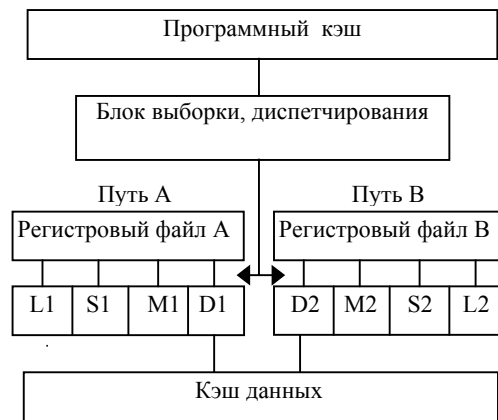 Программный кэш
Блок выборки, диспетчирования
Путь А Путь В
Регистровый файл А Регистровый файл В
L1 S1 M1 D1 D2 M2 S2 L2
Кэш данных